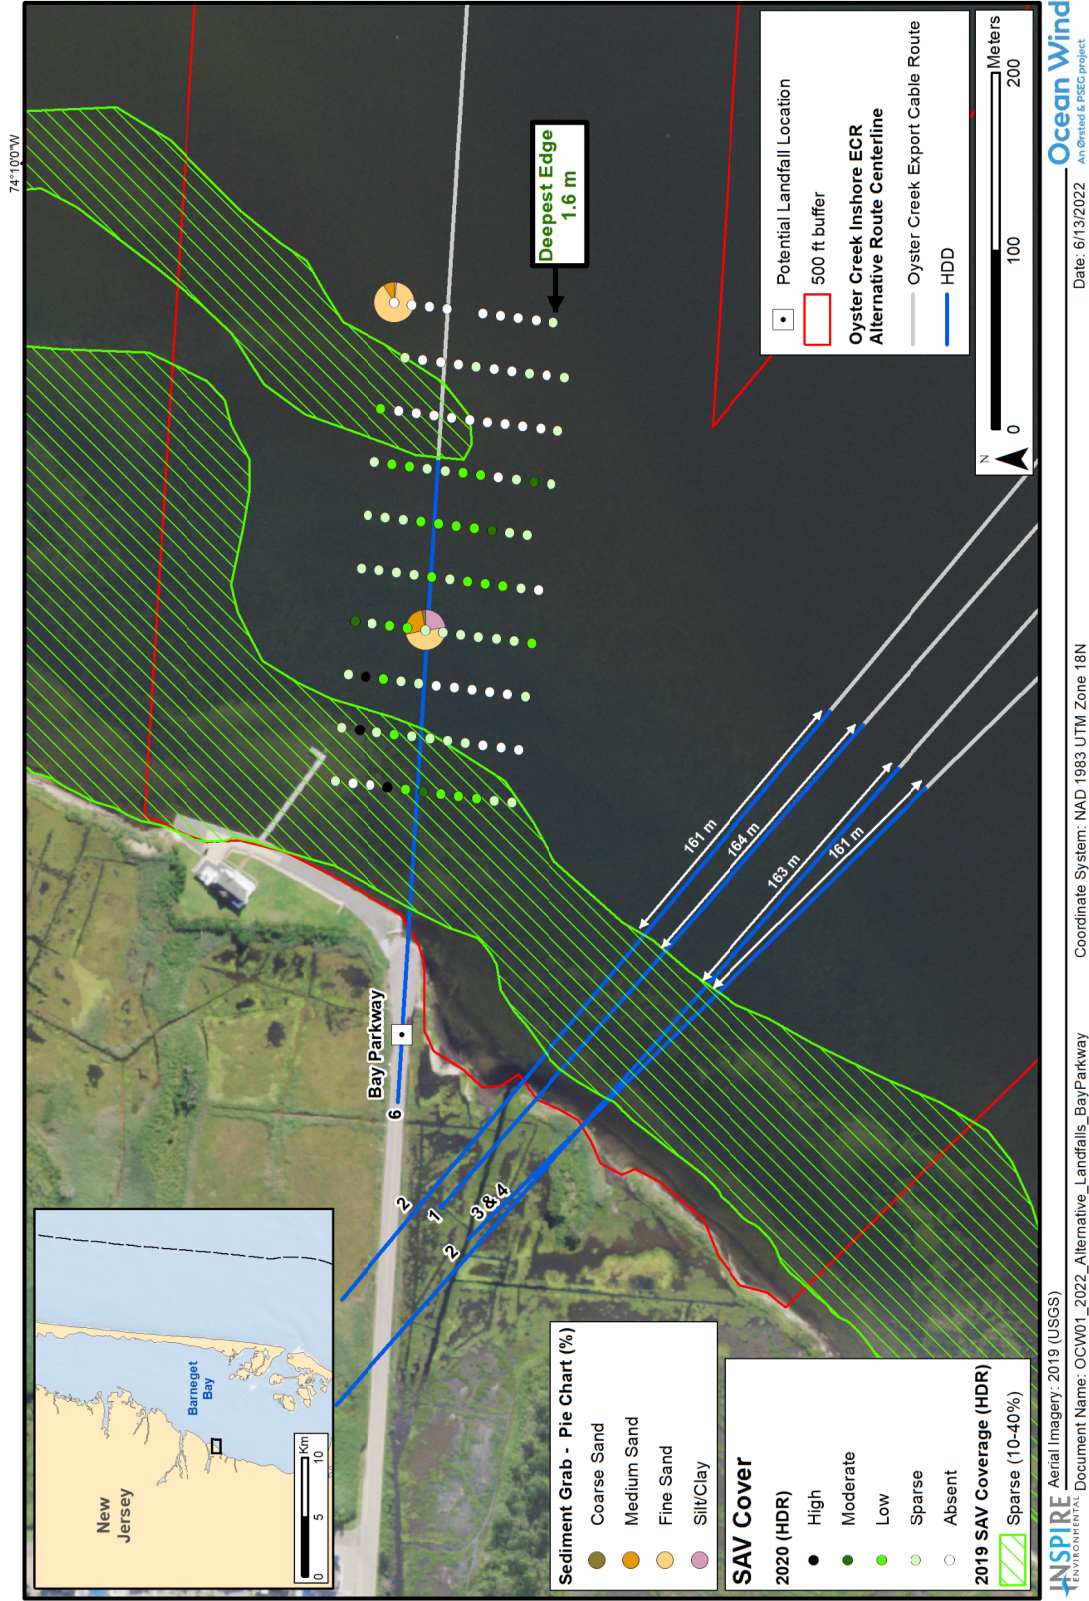 New
Jersey
Barneget
Bay
0 5 10
Km
74°10'0"W
Bay Parkway
6
2
1
3 & 4
2
161 m
164 m
163 m
161 m
Deepest Edge
1.6 m
Sediment Grab - Pie Chart (%)
Coarse Sand
Medium Sand
Fine Sand
Silt/Clay
SAV Cover
2020 (HDR)
High
Moderate
Low
Sparse
Absent
2019 SAV Coverage (HDR)
Sparse (10-40%)
Potential Landfall Location
500 ft buffer
Oyster Creek Inshore ECR
Alternative Route Centerline
Oyster Creek Export Cable Route
HDD
N
0 100 200
Meters
INSPIRE
ENVIRONMENTAL
Aerial Imagery: 2019 (USGS)
Document Name: OCW01_2022_Alternative_Landfalls_BayParkway
Coordinate System: NAD 1983 UTM Zone 18N
Date: 6/13/2022
Ocean Wind
An Ørsted & PSEG project